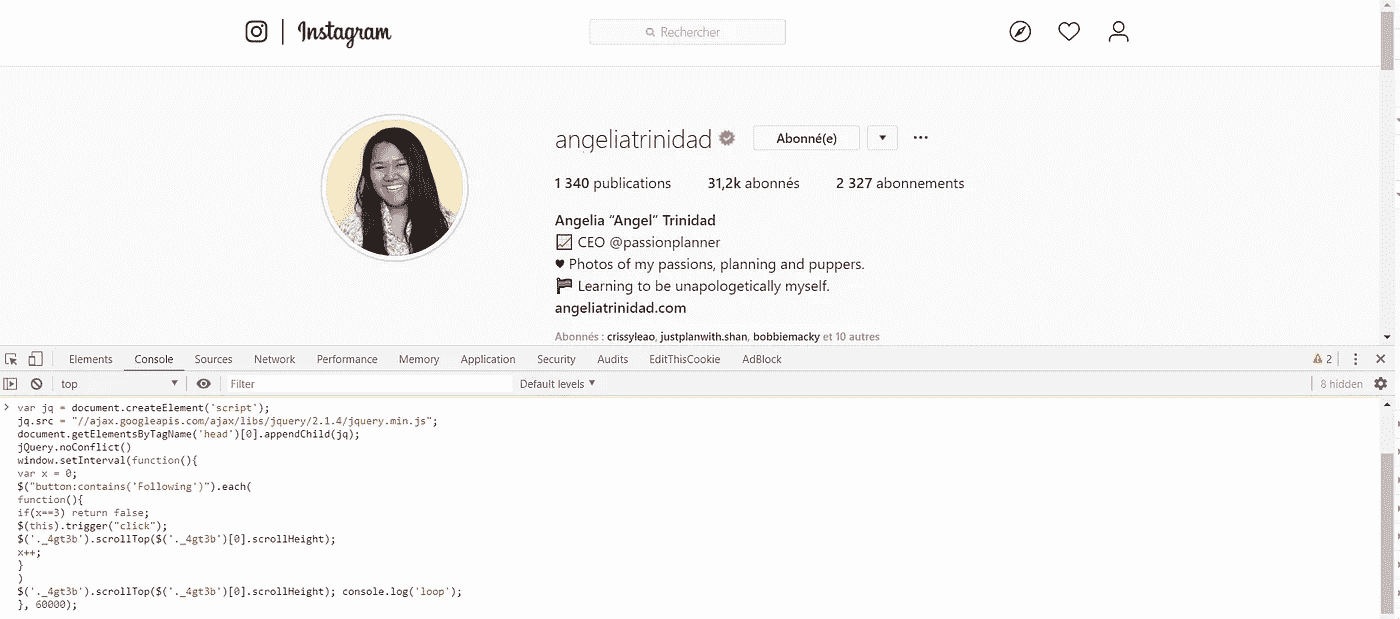 Instagram
Rechercher
angeliatrinidad
Abonné(e)
1 340 publications 31,2k abonnés 2 327 abonnements
Angelia “Angel” Trinidad
CEO @passionplanner
♥ Photos of my passions, planning and puppers.
Learning to be unapologetically myself.
angeliatrinidad.com
Abonnés : crissyleao, justplanwith.shan, bobbiemacky et 10 autres
Elements Console Sources Network Performance Memory Application Security Audits EditThisCookie AdBlock 2
top Filter Default levels 8 hidden
> var jq = document.createElement('script');
jq.src = "//ajax.googleapis.com/ajax/libs/jquery/2.1.4/jquery.min.js";
document.getElementsByTagName('head')[0].appendChild(jq);
jQuery.noConflict()
window.setInterval(function(){
var x = 0;
$("button:contains('Following')").each(
function(){
if(x==3) return false;
$(this).trigger("click");
$('._4gt3b').scrollTop($('._4gt3b')[0].scrollHeight);
x++;
}
)
$('._4gt3b').scrollTop($('._4gt3b')[0].scrollHeight); console.log('loop');
}, 60000);